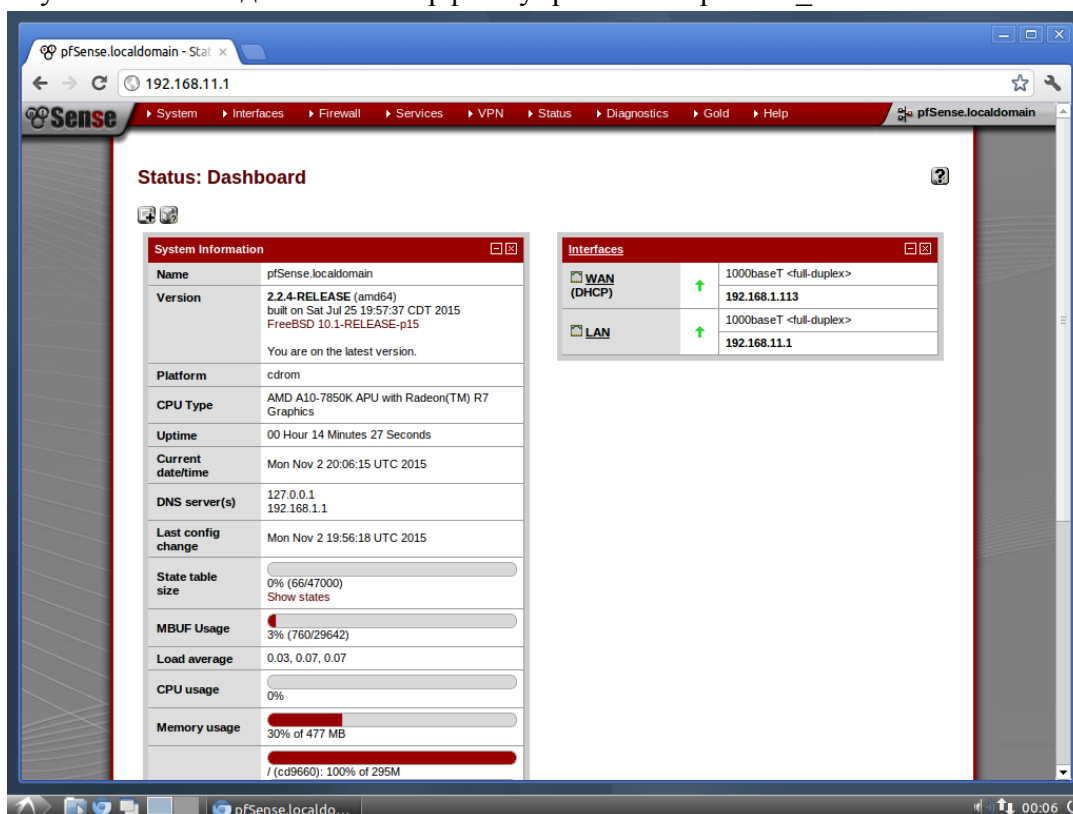 pfSense.localdomain - Stat
192.168.11.1
Sense
System Interfaces Firewall Services VPN Status Diagnostics Gold Help pfSense.localdomain
Status: Dashboard
System Information
Name pfSense.localdomain
Version 2.2.4-RELEASE (amd64)
built on Sat Jul 25 19:57:37 CDT 2015
FreeBSD 10.1-RELEASE-p15
You are on the latest version.
Platform cdrom
CPU Type AMD A10-7850K APU with Radeon(TM) R7
Graphics
Uptime 00 Hour 14 Minutes 27 Seconds
Current
date/time Mon Nov 2 20:06:15 UTC 2015
DNS server(s) 127.0.0.1
192.168.1.1
Last config
change Mon Nov 2 19:56:18 UTC 2015
State table
size 0% (66/47000)
Show states
MBUF Usage 3% (760/29642)
Load average 0.03, 0.07, 0.07
CPU usage 0%
Memory usage 30% of 477 MB
/ (cd9660): 100% of 295M
Interfaces
WAN
(DHCP) 1000baseT <full-duplex>
192.168.1.113
LAN 1000baseT <full-duplex>
192.168.11.1
pfSense.localdo...
00:06